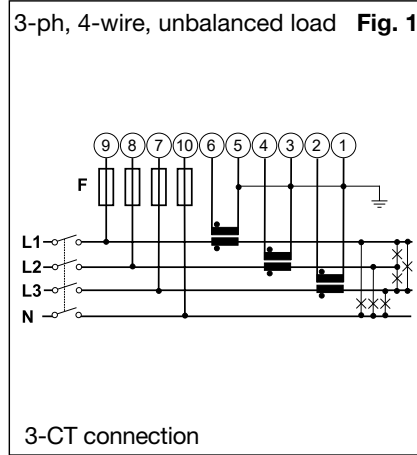 3-ph, 4-wire, unbalanced load Fig. 1
9 8 7 10 6 5 4 3 2 1
F
L1
L2
L3
N
3-CT connection